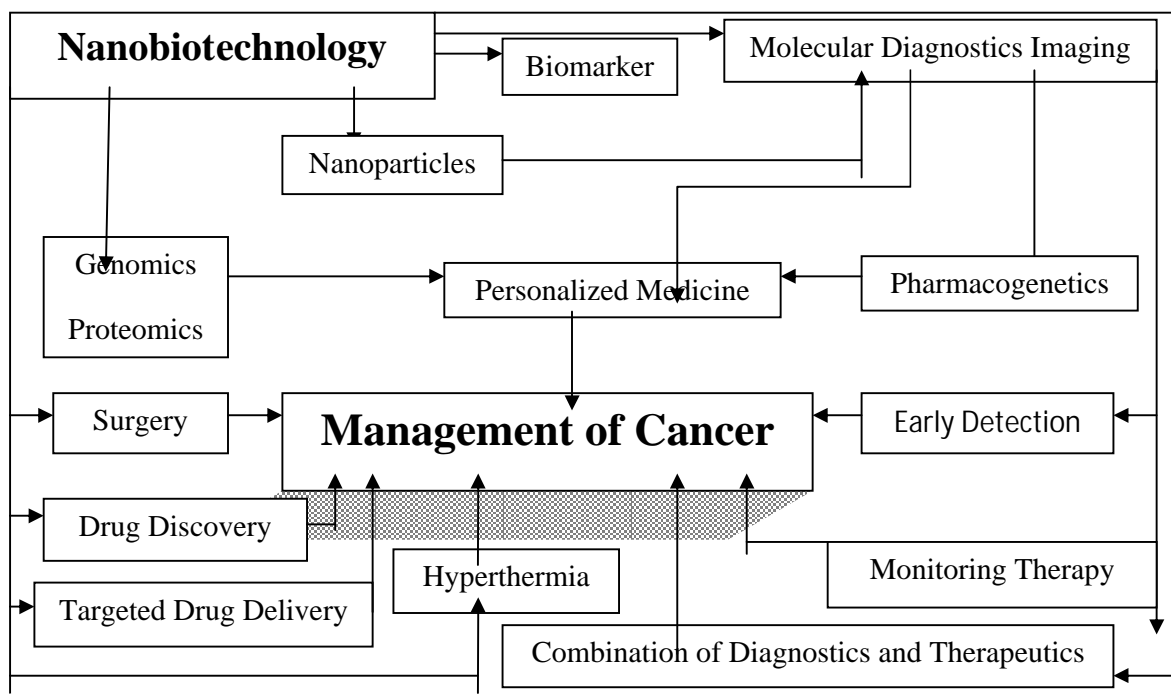 Nanobiotechnology
Biomarker
Molecular Diagnostics Imaging
Nanoparticles
Genomics
Proteomics
Personalized Medicine
Pharmacogenetics
Surgery
Management of Cancer
Early Detection
Drug Discovery
Hyperthermia
Monitoring Therapy
Targeted Drug Delivery
Combination of Diagnostics and Therapeutics